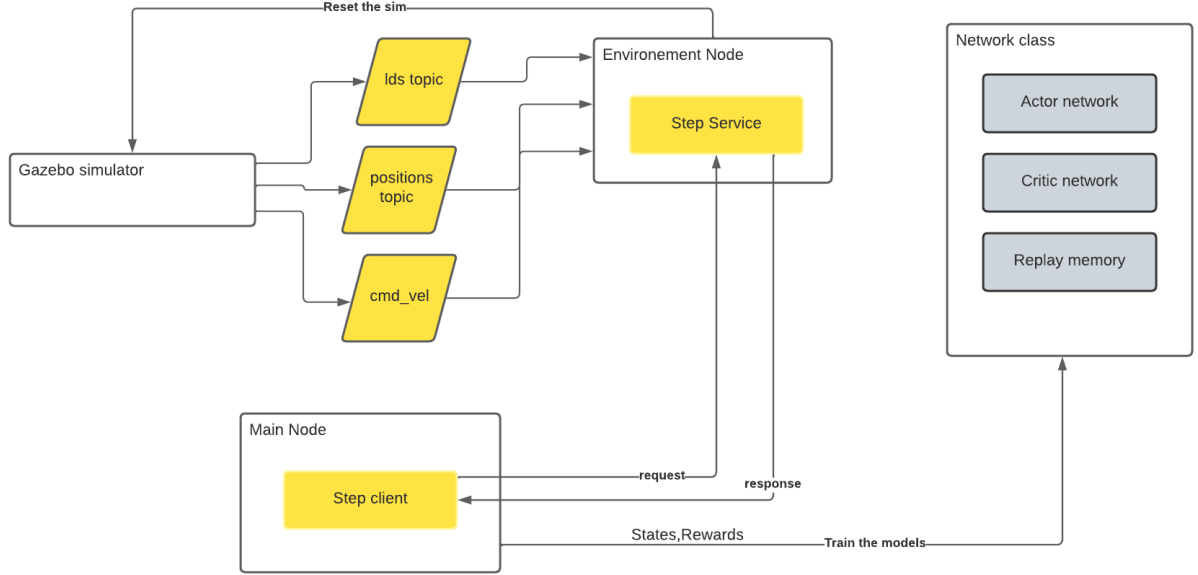 Reset the sim
lds topic
Environement Node
Step Service
Network class
Actor network
Critic network
Replay memory
Gazebo simulator
positions
topic
cmd_vel
Main Node
Step client
request
response
States,Rewards
Train the models